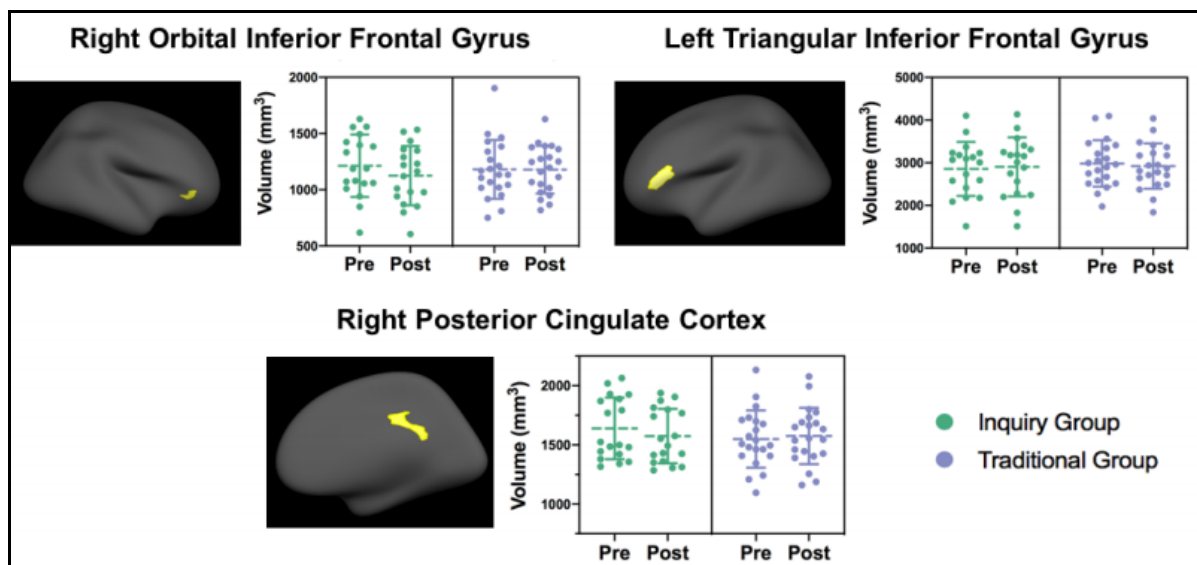 Right Orbital Inferior Frontal Gyrus
Volume (mm³)
2000
1500
1000
500
Pre Post Pre Post
Left Triangular Inferior Frontal Gyrus
Volume (mm³)
5000
4000
3000
2000
1000
Pre Post Pre Post
Right Posterior Cingulate Cortex
Volume (mm³)
2000
1500
1000
Pre Post Pre Post
Inquiry Group
Traditional Group